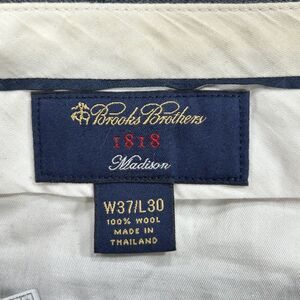 Brooks Brothers
1818
Madison
W37/L30
100% WOOL
MADE IN
THAILAND